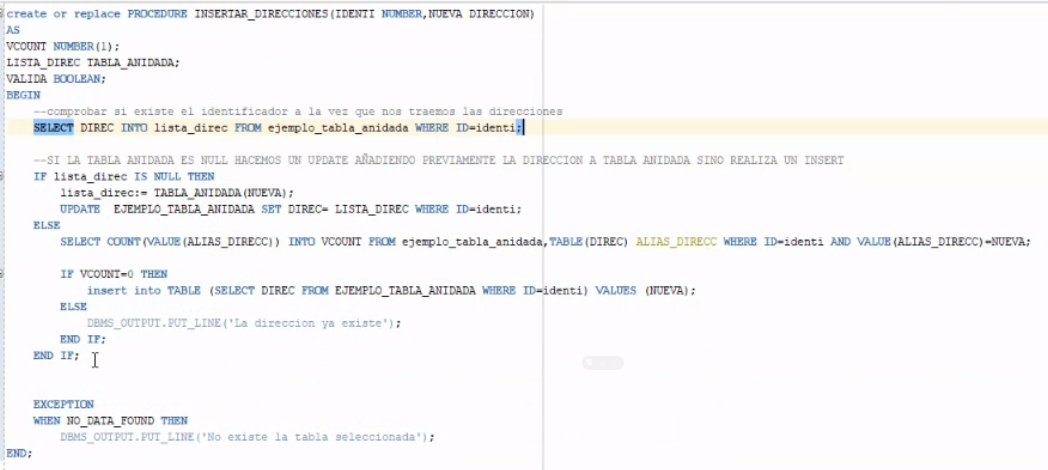 create or replace PROCEDURE INSERTAR_DIRECCIONES(IDENTI NUMBER,NUEVA DIRECCION)
AS
VCOUNT NUMBER(1);
LISTA_DIREC TABLA_ANIDADA;
VALIDA BOOLEAN;
BEGIN
--comprobar si existe el identificador a la vez que nos traemos las direcciones
SELECT DIREC INTO lista_direc FROM ejemplo_tabla_anidada WHERE ID=identi;
--SI LA TABLA ANIDADA ES NULL HACEMOS UN UPDATE AÑADIENDO PREVIAMENTE LA DIRECCION A TABLA ANIDADA SINO REALIZA UN INSERT
IF lista_direc IS NULL THEN
lista_direc:= TABLA_ANIDADA(NUEVA);
UPDATE EJEMPLO_TABLA_ANIDADA SET DIREC= LISTA_DIREC WHERE ID=identi;
ELSE
SELECT COUNT(VALUE(ALIAS_DIRECC)) INTO VCOUNT FROM ejemplo_tabla_anidada,TABLE(DIREC) ALIAS_DIRECC WHERE ID=identi AND VALUE(ALIAS_DIRECC)=NUEVA;
IF VCOUNT=0 THEN
insert into TABLE (SELECT DIREC FROM EJEMPLO_TABLA_ANIDADA WHERE ID=identi) VALUES (NUEVA);
ELSE
DBMS_OUTPUT.PUT_LINE('La direccion ya existe');
END IF;
END IF;
EXCEPTION
WHEN NO_DATA_FOUND THEN
DBMS_OUTPUT.PUT_LINE('No existe la tabla seleccionada');
END;